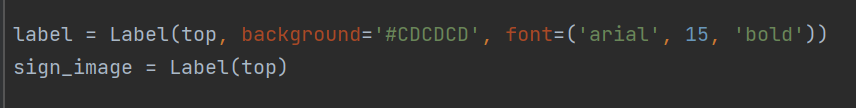 label = Label(top, background='#CDCDCD', font=('arial', 15, 'bold'))
sign_image = Label(top)